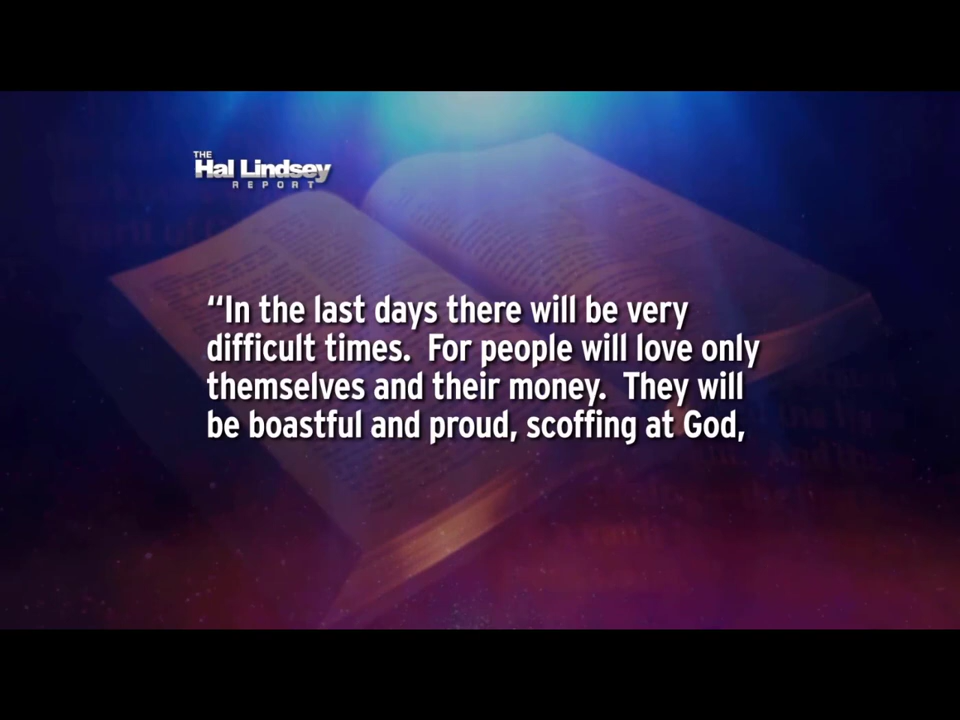 THE
Hal Lindsey
REPORT
“In the last days there will be very
difficult times. For people will love only
themselves and their money. They will
be boastful and proud, scoffing at God,